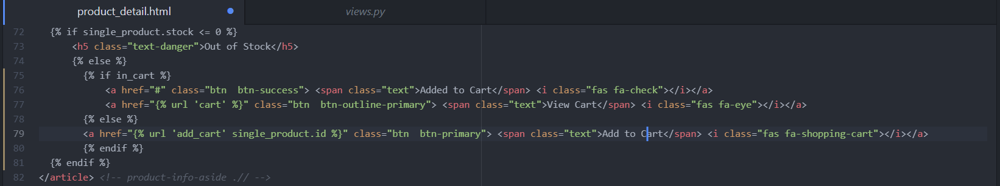 product_detail.html views.py
72 {% if single_product.stock <= 0 %}
73 <h5 class="text-danger">Out of Stock</h5>
74 {% else %}
75 {% if in_cart %}
76 <a href="#" class="btn  btn-success"> <span class="text">Added to Cart</span> <i class="fas fa-check"></i></a>
77 <a href="{% url 'cart' %}" class="btn  btn-outline-primary"> <span class="text">View Cart</span> <i class="fas fa-eye"></i></a>
78 {% else %}
79 <a href="{% url 'add_cart' single_product.id %}" class="btn  btn-primary"> <span class="text">Add to Cart</span> <i class="fas fa-shopping-cart"></i></a>
80 {% endif %}
81 {% endif %}
82 </article> <!-- product-info-aside .// -->